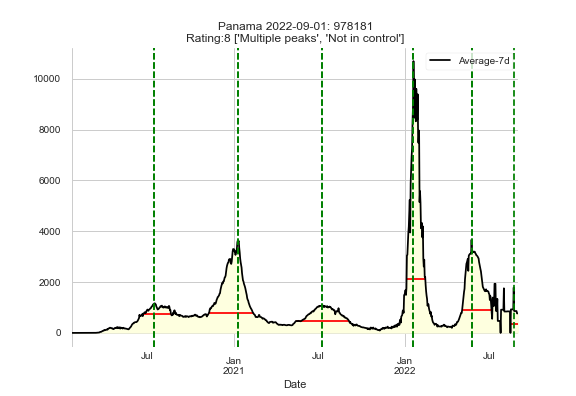 Panama 2022-09-01: 978181
Rating:8 ['Multiple peaks', 'Not in control']
Average-7d
10000
8000
6000
4000
2000
0
Jul
Jan
2021
Jul
Jan
2022
Jul
Date